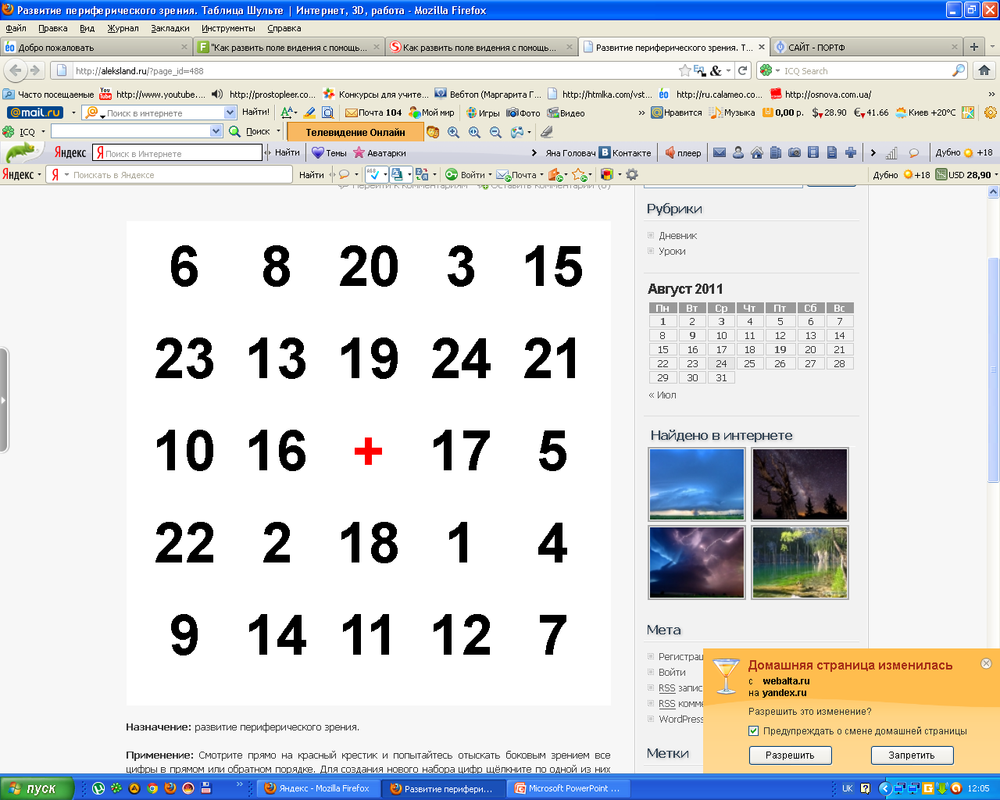 Развитие периферического зрения. Таблица Шульте | Интернет, 3D, работа - Mozilla Firefox
Файл Правка Вид Журнал Закладки Инструменты Справка
Добро пожаловать "Как развить поле видения с помощь... Как развить поле видения с помощь... Развитие периферического зрения. Т... САЙТ - ПОРТФ
http://aleksland.ru/?page_id=488 ICQ Search
Часто посещаемые http://www.youtube.... http://prostopleer.co... Конкурсы для учите... Вебтоп (Маргарита Г... http://htmlka.com/vst... http://ru.calameo.co... http://osnova.com.ua/
@mail.ru Поиск в интернете Найти! Почта 104 Мой мир Игры Фото Видео Нравится Музыка 0,00 р. $ 28.90 € 41.66 Киев +20°C
ICQ Поиск Телевидение Онлайн
Яндекс Поиск в Интернете Найти Темы Аватарки Яна Головач Контакте плеер Дубно +18
Яндекс Поискать в Яндексе Найти Войти Почта Дубно +18 USD 28,90
Перейти к комментариям Оставить комментарий (0)
6 8 20 3 15
23 13 19 24 21
10 16 + 17 5
22 2 18 1 4
9 14 11 12 7
Назначение: развитие периферического зрения.
Применение: Смотрите прямо на красный крестик и попытайтесь отыскать боковым зрением все
цифры в прямом или обратном порядке. Для создания нового набора цифр щёлкните по одной из них
Рубрики
Дневник
Уроки
Август 2011
Пн Вт Ср Чт Пт Сб Вс
1 2 3 4 5 6 7
8 9 10 11 12 13 14
15 16 17 18 19 20 21
22 23 24 25 26 27 28
29 30 31
« Июл
Найдено в интернете
Мета
Регистрац
Войти
RSS запис
RSS комме
WordPress
Метки
Домашняя страница изменилась
с webalta.ru
на yandex.ru
Разрешить это изменение?
Предупреждать о смене домашней страницы
Разрешить Запретить
пуск Яндекс - Mozilla Firefox Развитие перифери... Microsoft PowerPoint ... UK 12:05